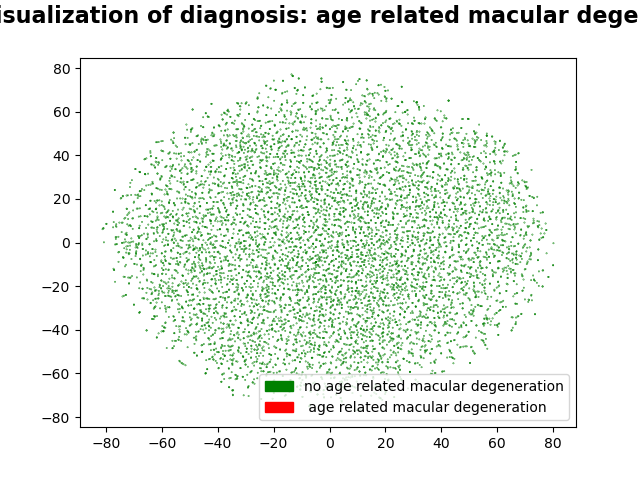 isualization of diagnosis: age related macular dege
80
60
40
20
0
−20
−40
−60
−80
−80 −60 −40 −20 0 20 40 60 80
no age related macular degeneration
age related macular degeneration